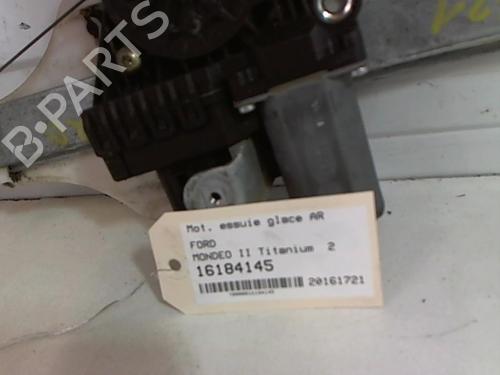 B-PARTS
Mot. essuie glace AR
FORD
MONDEO II Titanium 2
16184145
20161721